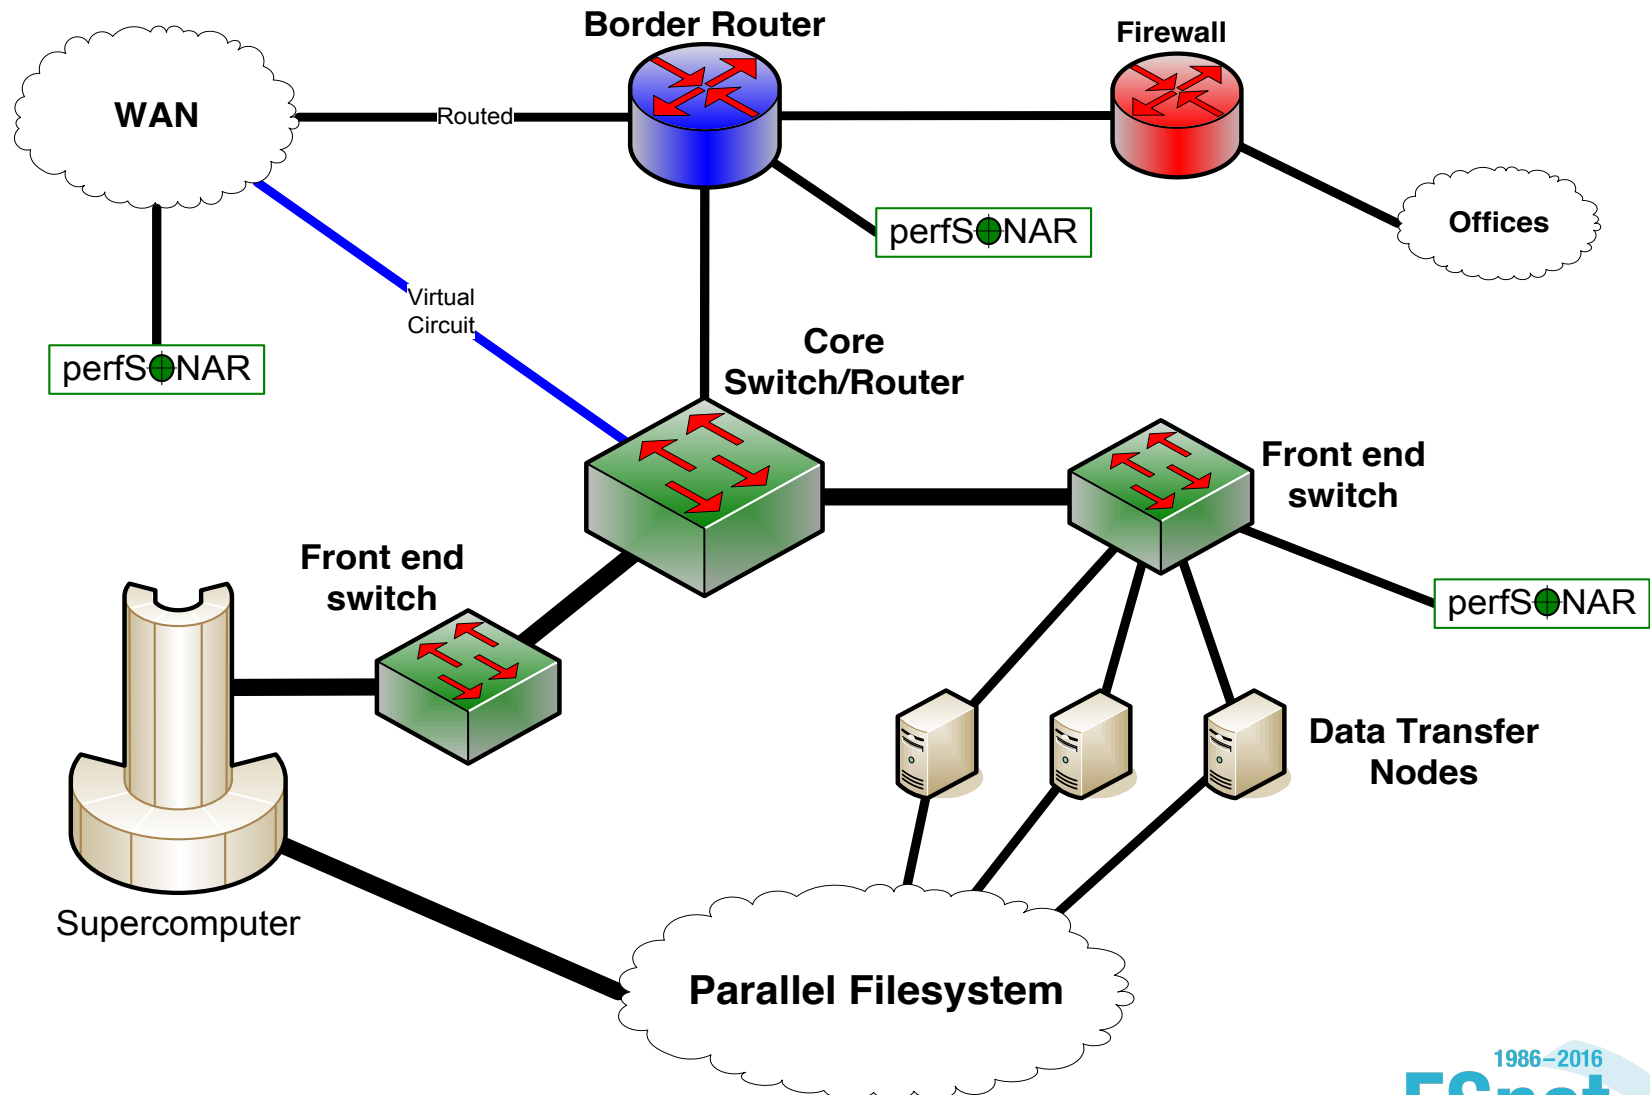 Border Router
Firewall
WAN
Routed
Offices
perfSONAR
Virtual
Circuit
perfSONAR
Core
Switch/Router
Front end
switch
Front end
switch
perfSONAR
Data Transfer
Nodes
Supercomputer
Parallel Filesystem
1986–2016
ESnet